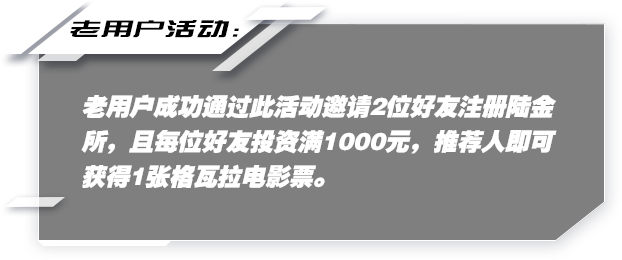 老用户活动：
老用户成功通过此活动邀请2位好友注册陆金
所，且每位好友投资满1000元，推荐人即可
获得1张格瓦拉电影票。